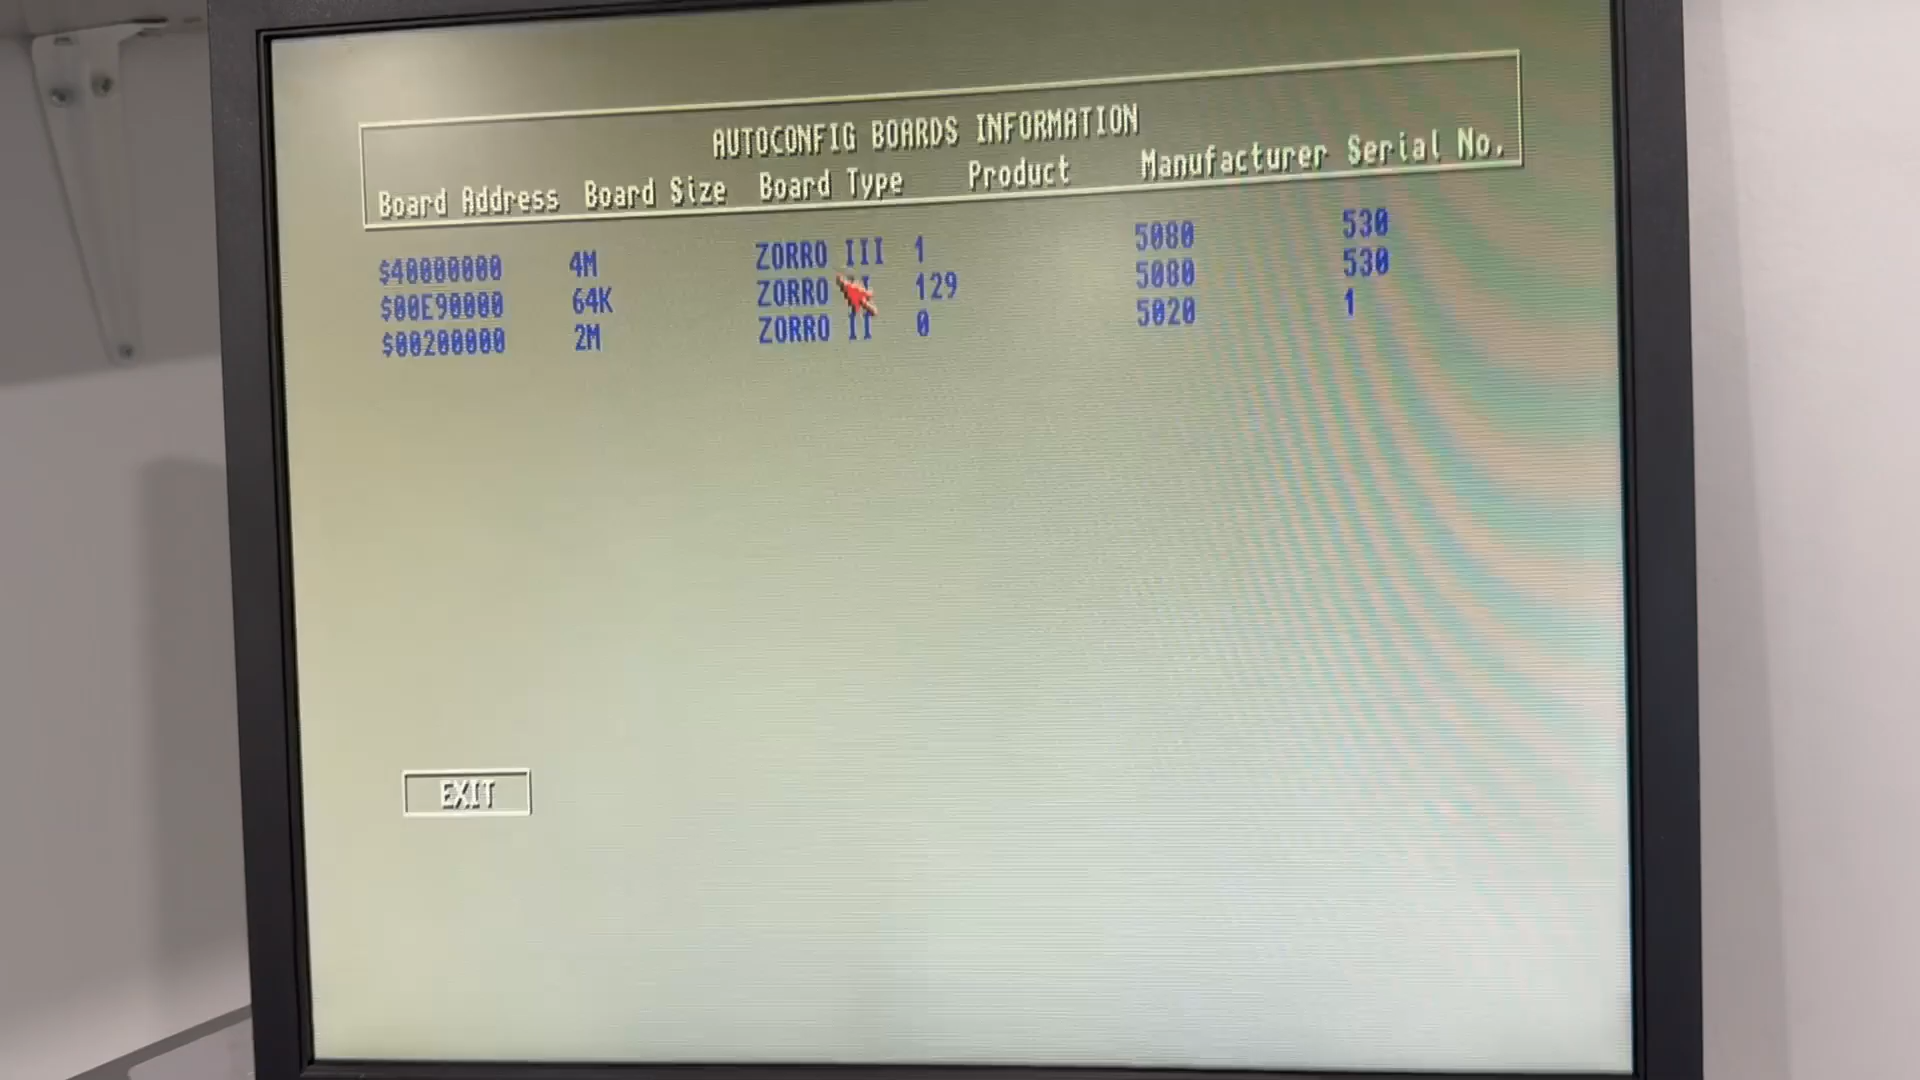 AUTOCONFIG BOARDS INFORMATION
Board Address Board Size Board Type Product Manufacturer Serial No.
$40000000 4M ZORRO III 1 5080 530
$00E90000 64K ZORRO II 129 5080 530
$00200000 2M ZORRO II 0 5020 1
EXIT